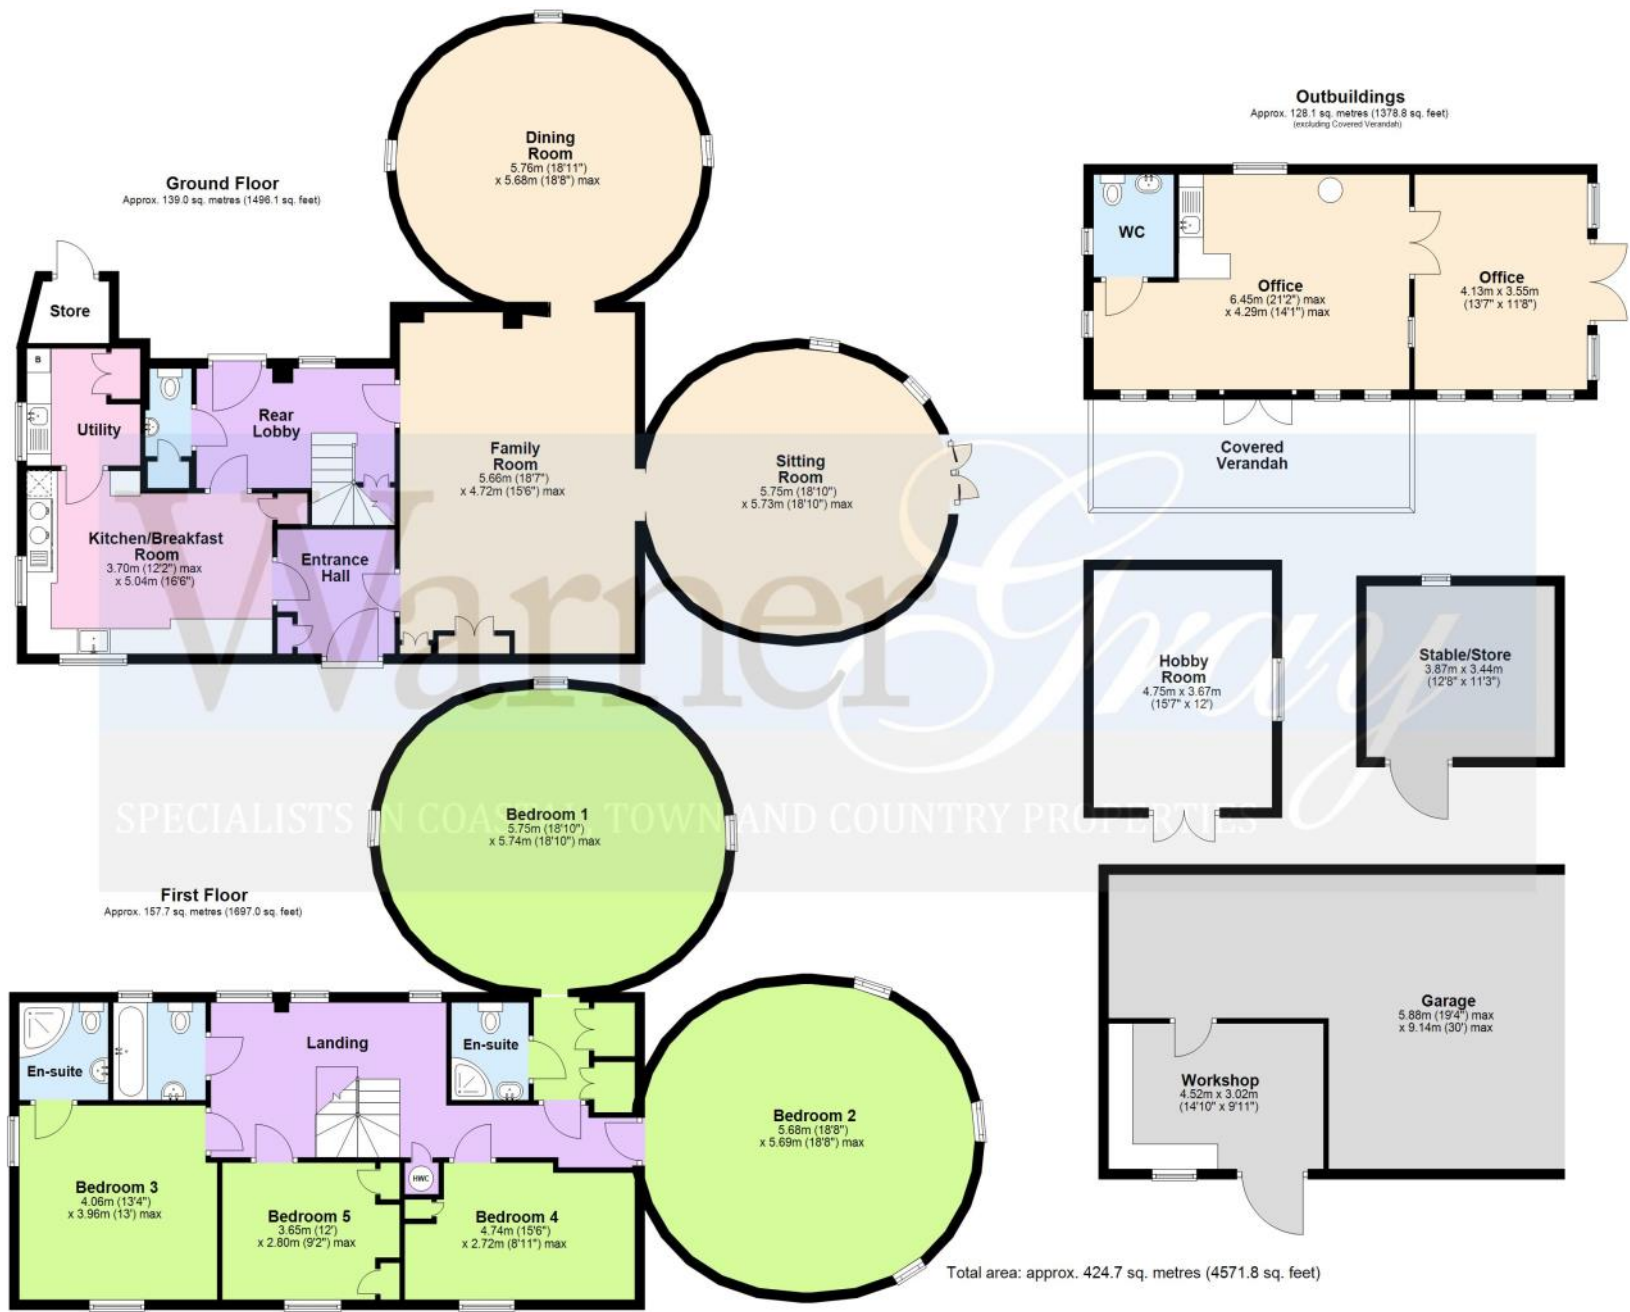 Dining
Room
5.76m (18'11")
x 5.68m (18'8") max
Outbuildings
Approx. 128.1 sq. metres (1378.8 sq. feet)
(excluding Covered Verandah)
Ground Floor
Approx. 139.0 sq. metres (1496.1 sq. feet)
WC
Office
6.45m (21'2") max
x 4.29m (14'1") max
Office
4.13m x 3.55m
(13'7" x 11'8")
Covered
Verandah
Store
B
Utility
Rear
Lobby
Family
Room
5.66m (18'7")
x 4.72m (15'6") max
Sitting
Room
5.75m (18'10")
x 5.73m (18'10") max
Kitchen/Breakfast
Room
3.70m (12'2") max
x 5.04m (16'6")
Entrance
Hall
Warner
Gray
SPECIALISTS IN COASTAL TOWN AND COUNTRY PROPERTIES
Hobby
Room
4.75m x 3.67m
(15'7" x 12')
Stable/Store
3.87m x 3.44m
(12'8" x 11'3")
Bedroom 1
5.75m (18'10")
x 5.74m (18'10") max
First Floor
Approx. 157.7 sq. metres (1697.0 sq. feet)
En-suite
Landing
En-suite
Bedroom 2
5.68m (18'8")
x 5.69m (18'8") max
Bedroom 3
4.06m (13'4")
x 3.96m (13') max
Bedroom 5
3.65m (12')
x 2.80m (9'2") max
HWC
Bedroom 4
4.74m (15'6")
x 2.72m (8'11") max
Garage
5.88m (19'4") max
x 9.14m (30') max
Workshop
4.52m x 3.02m
(14'10" x 9'11")
Total area: approx. 424.7 sq. metres (4571.8 sq. feet)